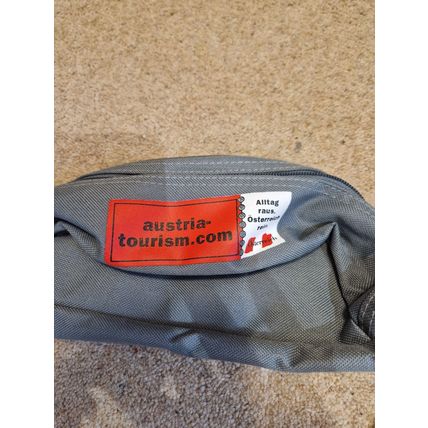 austria-
tourism.com
Alltag
raus.
Österreich
rein